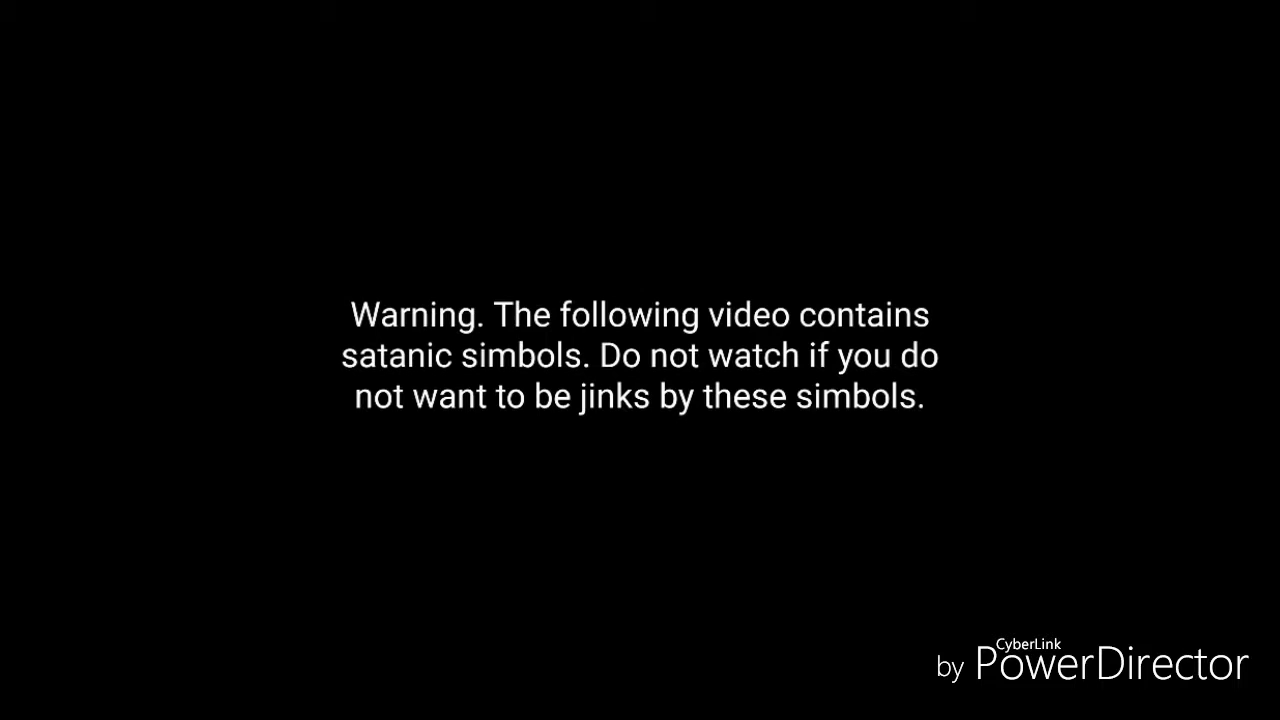 Warning. The following video contains
satanic simbols. Do not watch if you do
not want to be jinks by these simbols.
CyberLink
by PowerDirector